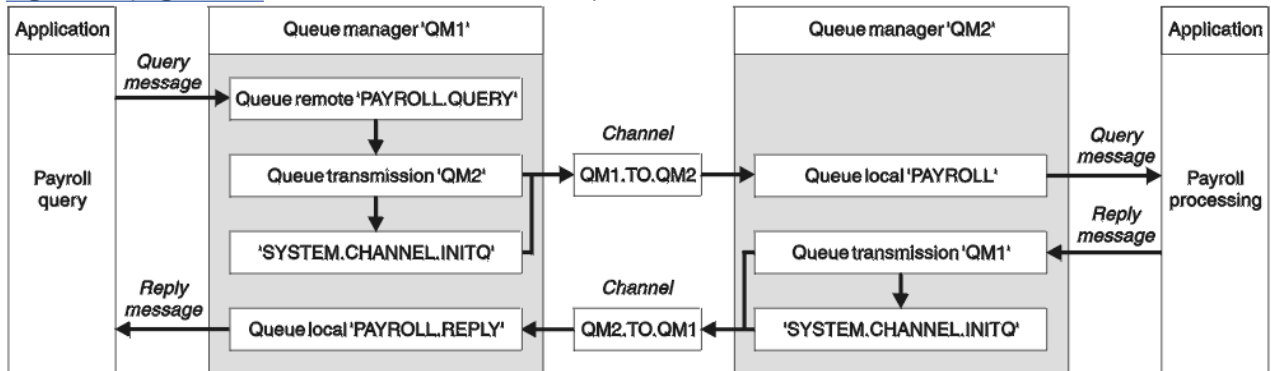 Application
Queue manager 'QM1'
Queue manager 'QM2'
Application
Query
message
Queue remote 'PAYROLL.QUERY'
Channel
Query
message
Payroll
query
Queue transmission 'QM2'
QM1.TO.QM2
Queue local 'PAYROLL'
Payroll
processing
Reply
message
'SYSTEM.CHANNEL.INITQ'
Queue transmission 'QM1'
Reply
message
Channel
Queue local 'PAYROLL.REPLY'
QM2.TO.QM1
'SYSTEM.CHANNEL.INITQ'